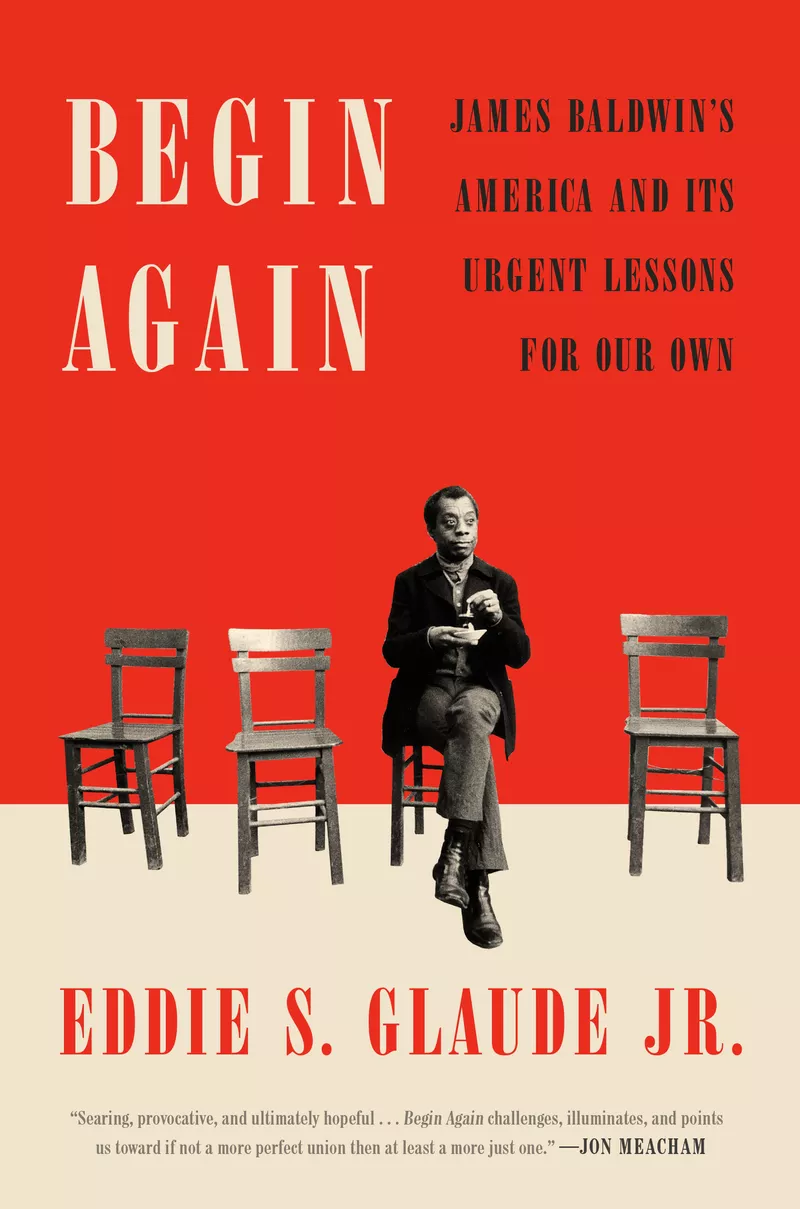 BEGIN
AGAIN
JAMES BALDWIN’S
AMERICA AND ITS
URGENT LESSONS
FOR OUR OWN
EDDIE S. GLAUDE JR.
“Searing, provocative, and ultimately hopeful . . . Begin Again challenges, illuminates, and points
us toward if not a more perfect union then at least a more just one.” —JON MEACHAM